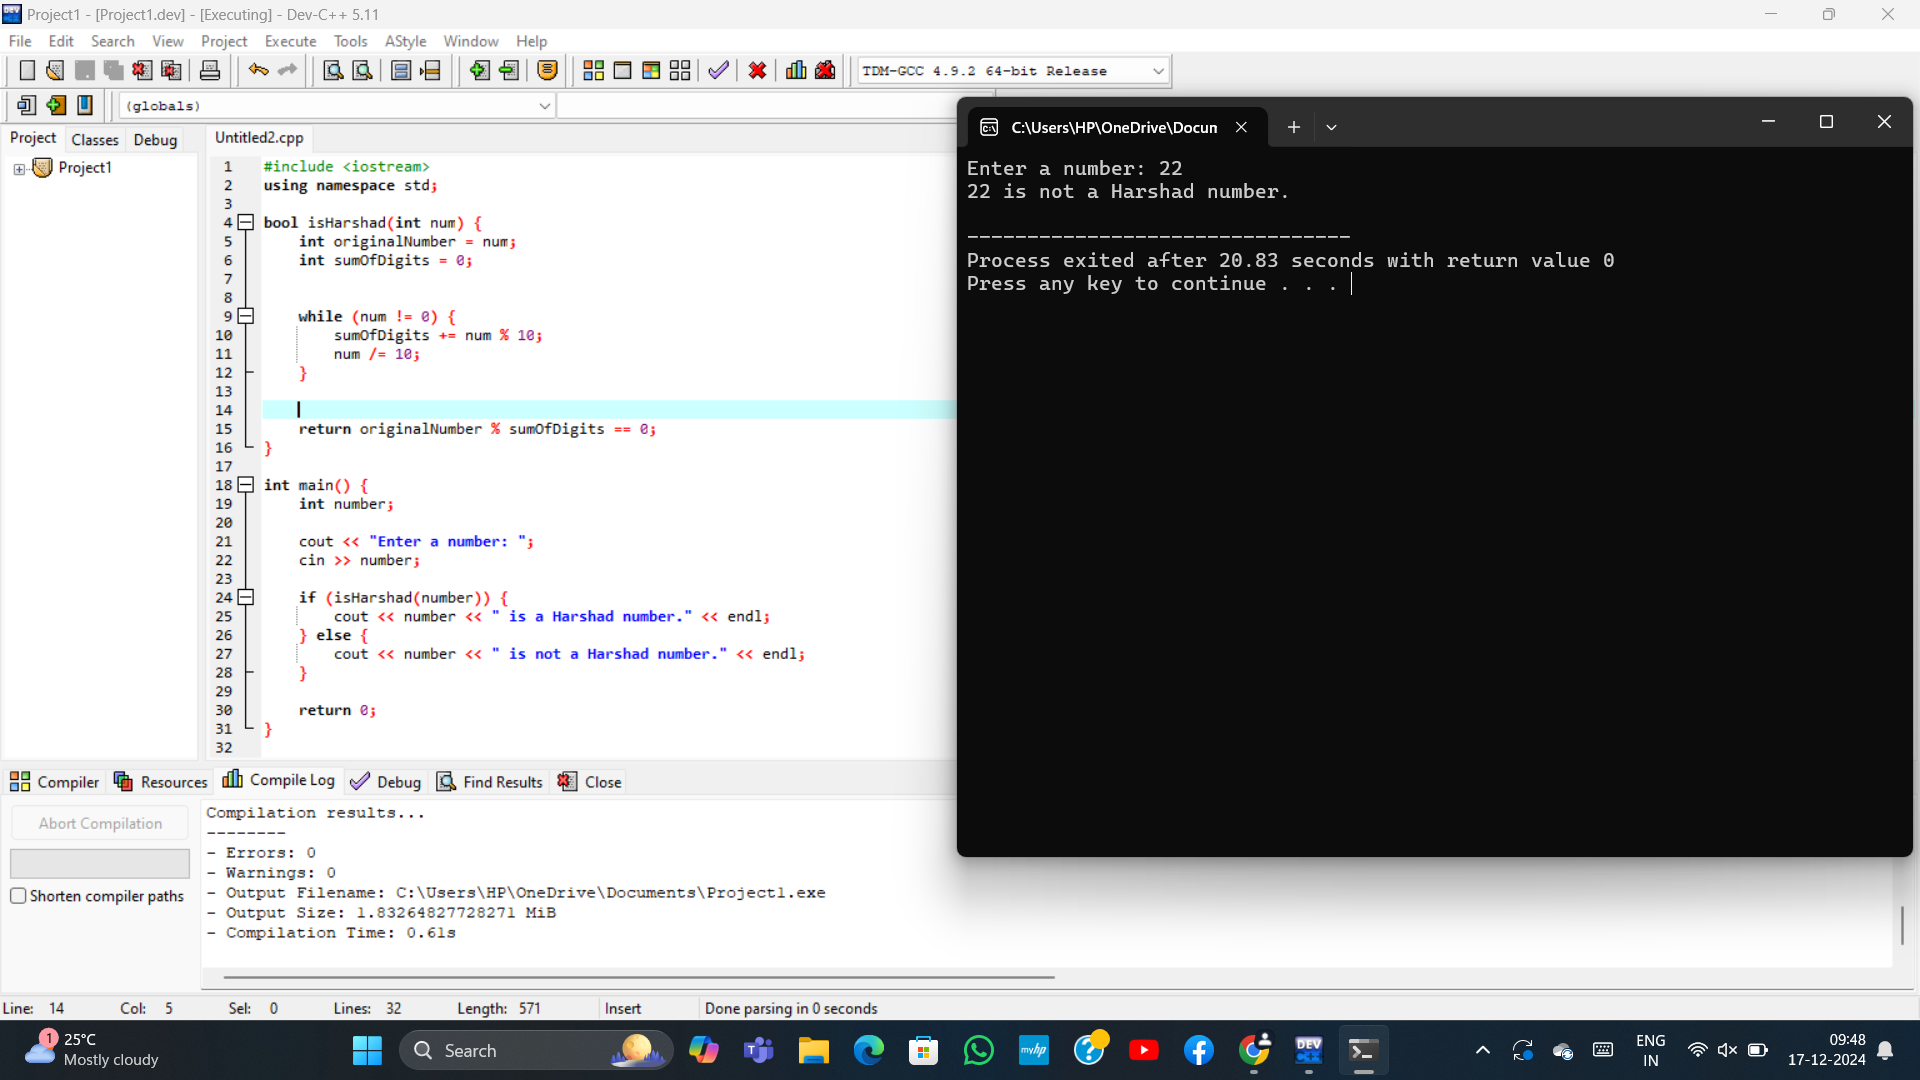 Project1 - [Project1.dev] - [Executing] - Dev-C++ 5.11
File Edit Search View Project Execute Tools AStyle Window Help
TDM-GCC 4.9.2 64-bit Release
(globals)
Project Classes Debug
Project1
Untitled2.cpp
1 #include <iostream>
2 using namespace std;
3
4 bool isHarshad(int num) {
5     int originalNumber = num;
6     int sumOfDigits = 0;
7
8
9     while (num != 0) {
10         sumOfDigits += num % 10;
11         num /= 10;
12     }
13
14
15     return originalNumber % sumOfDigits == 0;
16 }
17
18 int main() {
19     int number;
20
21     cout << "Enter a number: ";
22     cin >> number;
23
24     if (isHarshad(number)) {
25         cout << number << " is a Harshad number." << endl;
26     } else {
27         cout << number << " is not a Harshad number." << endl;
28     }
29
30     return 0;
31 }
32
C:\Users\HP\OneDrive\Docun
Enter a number: 22
22 is not a Harshad number.
--------------------------------
Process exited after 20.83 seconds with return value 0
Press any key to continue . . .
Compiler Resources Compile Log Debug Find Results Close
Abort Compilation
Shorten compiler paths
Compilation results...
--------
- Errors: 0
- Warnings: 0
- Output Filename: C:\Users\HP\OneDrive\Documents\Project1.exe
- Output Size: 1.83264827728271 MiB
- Compilation Time: 0.61s
Line: 14 Col: 5 Sel: 0 Lines: 32 Length: 571 Insert Done parsing in 0 seconds
1
25°C
Mostly cloudy
Search
myhp
DEV
ENG
IN
09:48
17-12-2024